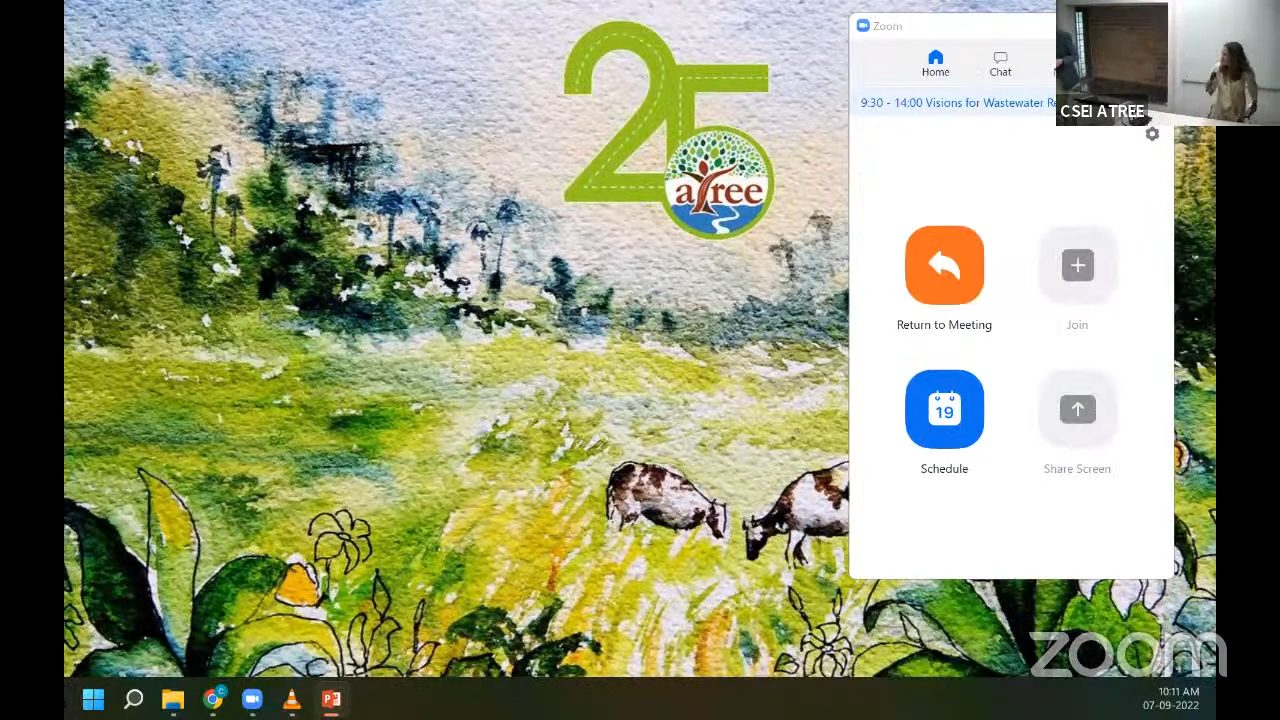 25
atree
Zoom
Home
Chat
9:30 - 14:00 Visions for Wastewater Re
CSEI ATREE
Return to Meeting
Join
19
Schedule
Share Screen
zoom
10:11 AM
07-09-2022